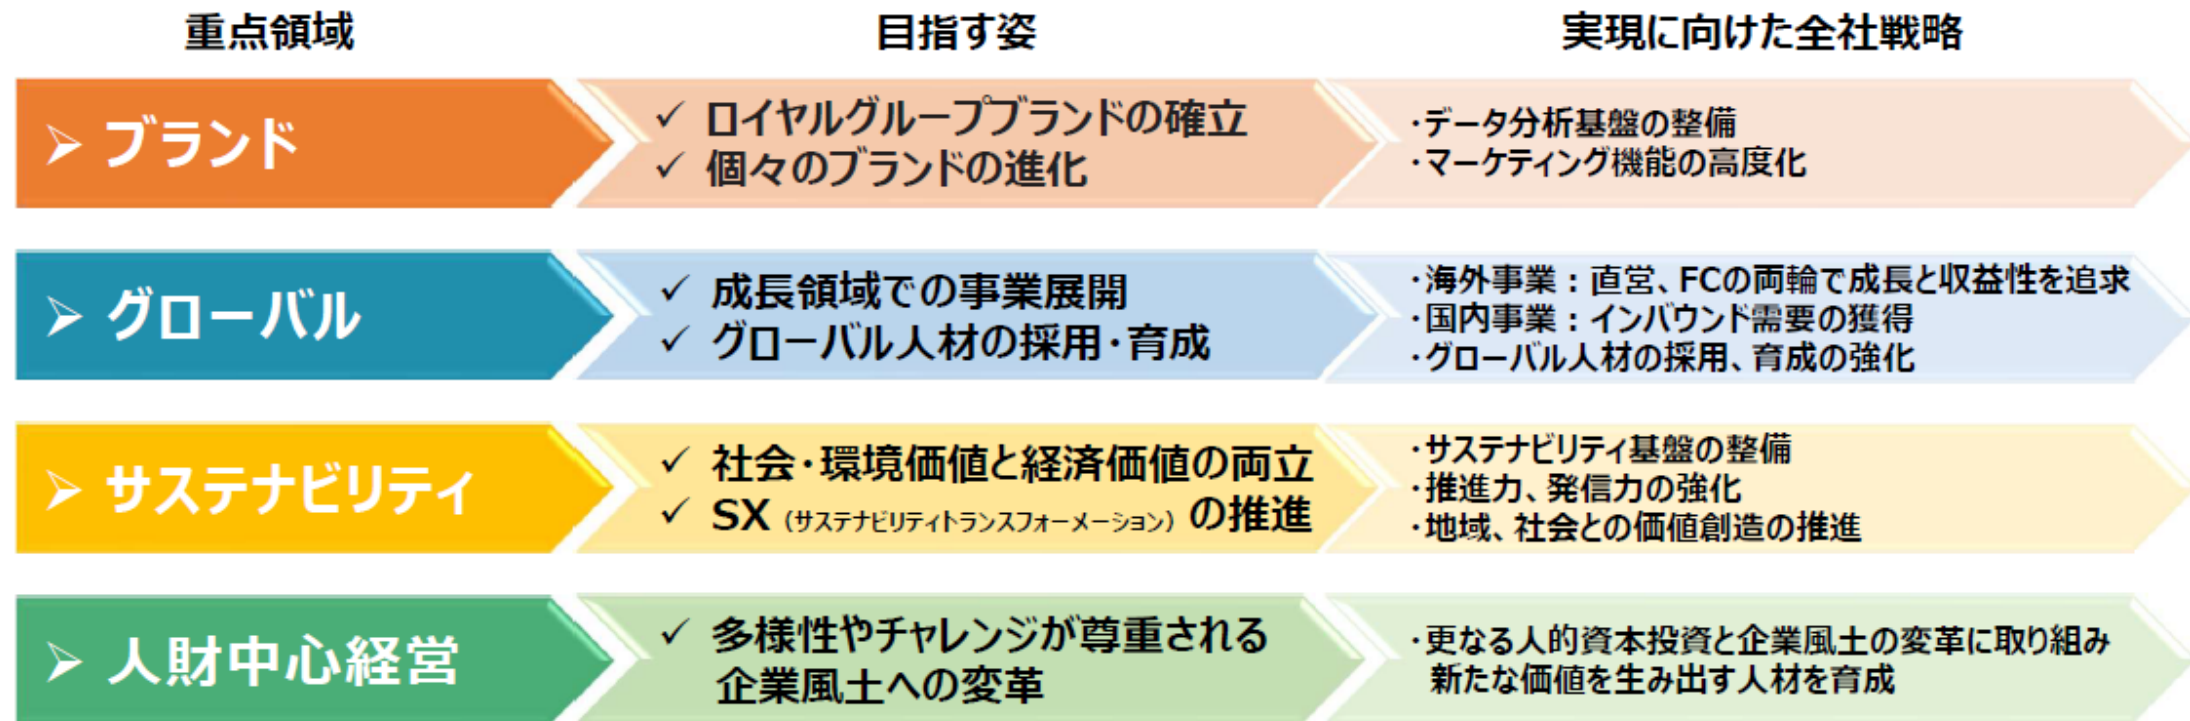 重点領域
目指す姿
実現に向けた全社戦略
➢ ブランド
✓ ロイヤルグループブランドの確立
✓ 個々のブランドの進化
・データ分析基盤の整備
・マーケティング機能の高度化
➢ グローバル
✓ 成長領域での事業展開
✓ グローバル人材の採用・育成
・海外事業：直営、FCの両輪で成長と収益性を追求
・国内事業：インバウンド需要の獲得
・グローバル人材の採用、育成の強化
➢ サステナビリティ
✓ 社会・環境価値と経済価値の両立
✓ SX（サステナビリティトランスフォーメーション）の推進
・サステナビリティ基盤の整備
・推進力、発信力の強化
・地域、社会との価値創造の推進
➢ 人財中心経営
✓ 多様性やチャレンジが尊重される
企業風土への変革
・更なる人的資本投資と企業風土の変革に取り組み
新たな価値を生み出す人材を育成